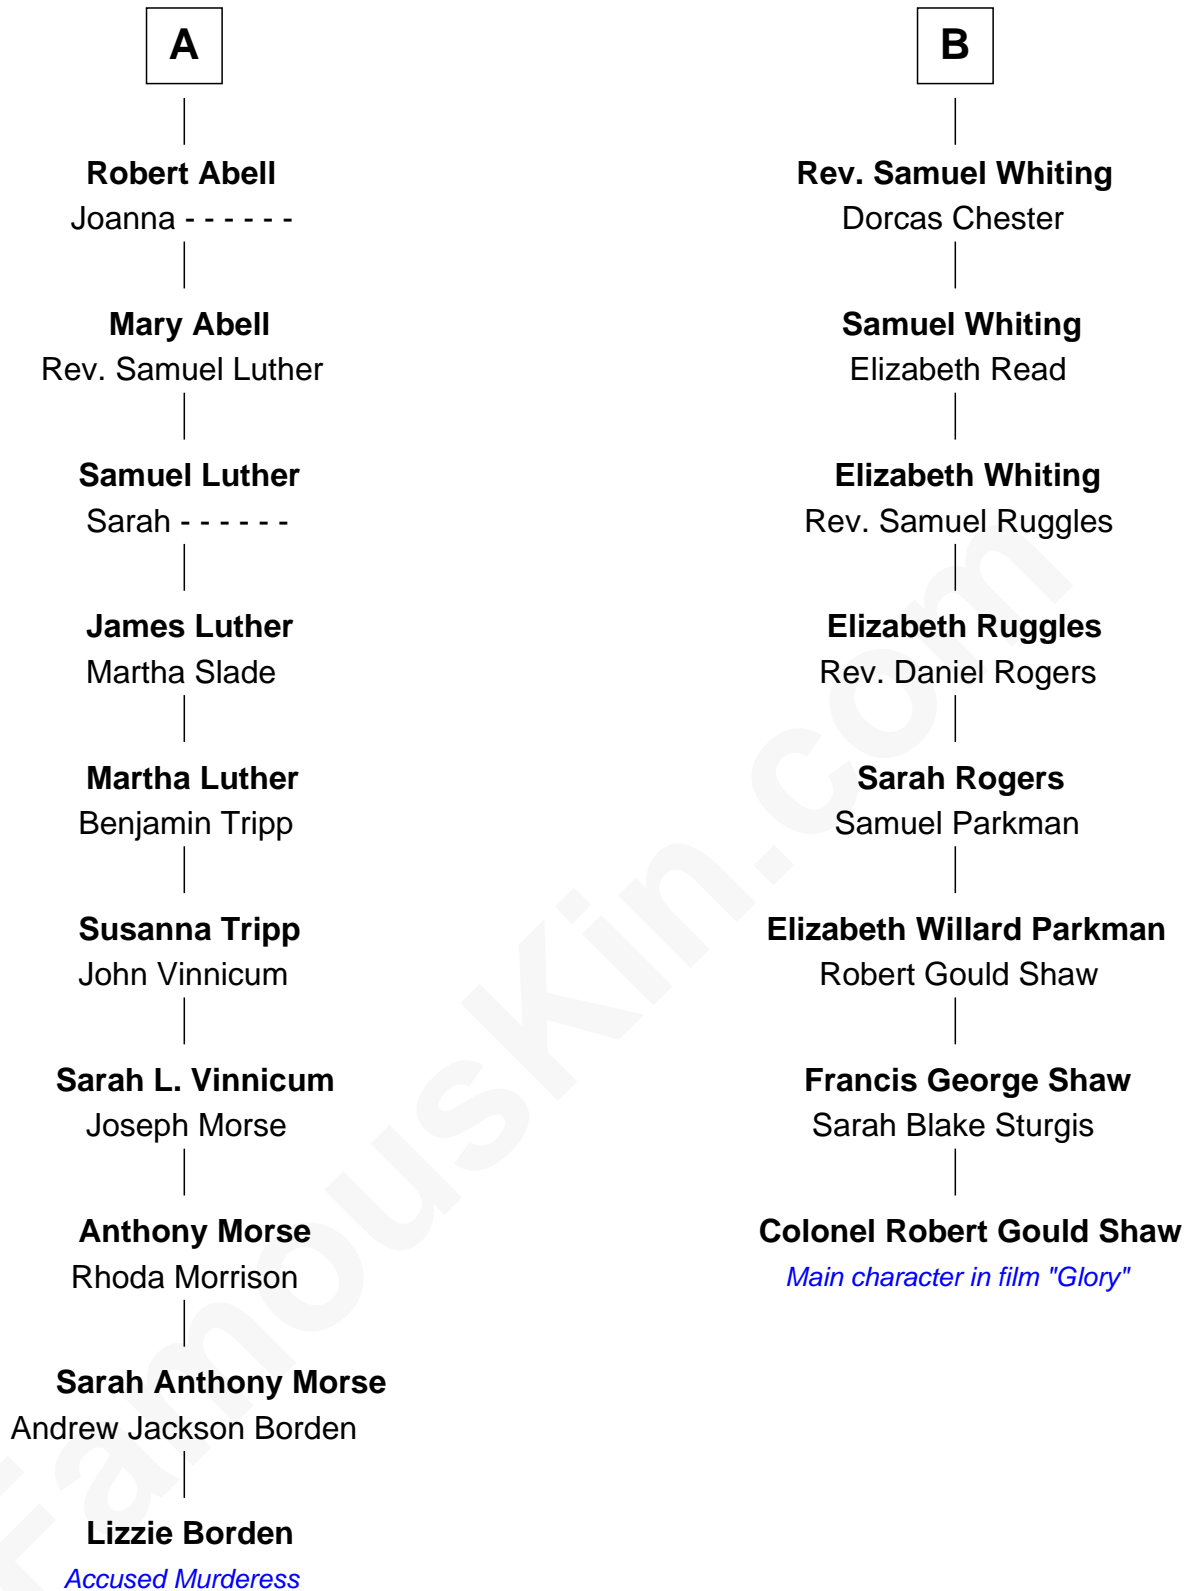 A
Robert Abell
Joanna - - - - - -
Mary Abell
Rev. Samuel Luther
Samuel Luther
Sarah - - - - - -
James Luther
Martha Slade
Martha Luther
Benjamin Tripp
Susanna Tripp
John Vinnicum
Sarah L. Vinnicum
Joseph Morse
Anthony Morse
Rhoda Morrison
Sarah Anthony Morse
Andrew Jackson Borden
Lizzie Borden
Accused Murderess
B
Rev. Samuel Whiting
Dorcas Chester
Samuel Whiting
Elizabeth Read
Elizabeth Whiting
Rev. Samuel Ruggles
Elizabeth Ruggles
Rev. Daniel Rogers
Sarah Rogers
Samuel Parkman
Elizabeth Willard Parkman
Robert Gould Shaw
Francis George Shaw
Sarah Blake Sturgis
Colonel Robert Gould Shaw
Main character in film "Glory"
FamousKin.com